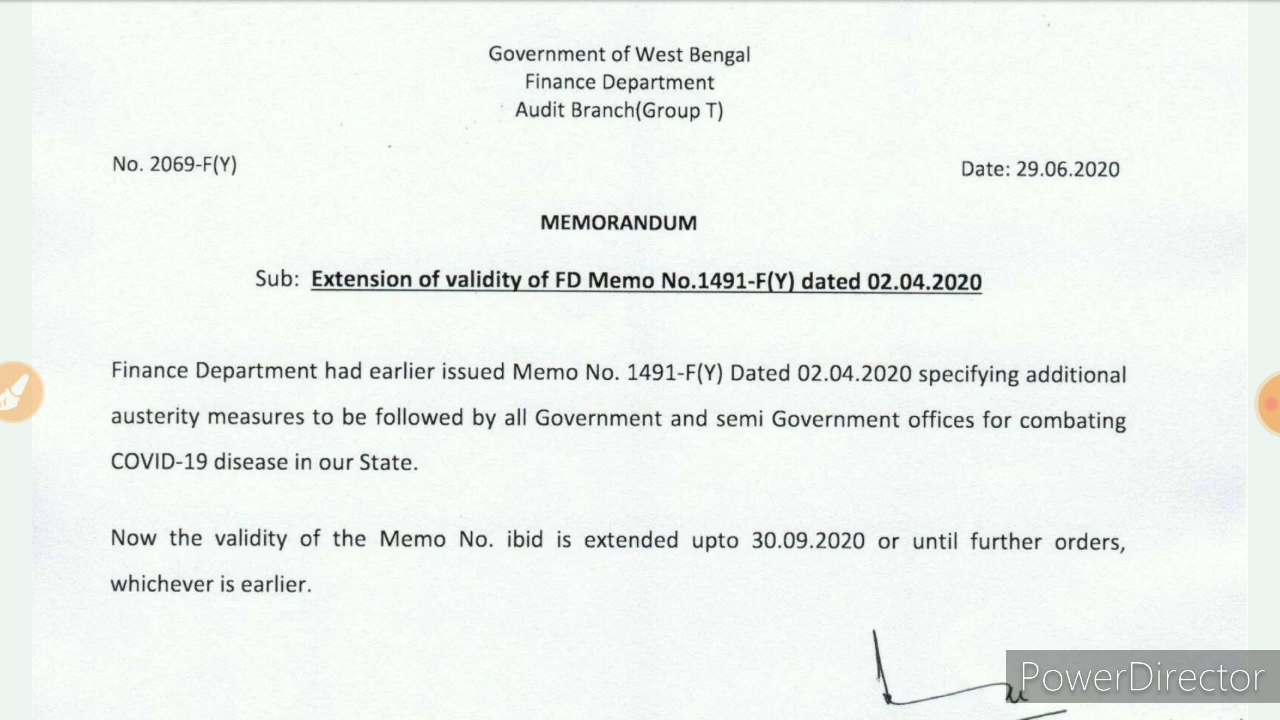 Government of West Bengal
Finance Department
Audit Branch(Group T)
No. 2069-F(Y)
Date: 29.06.2020
MEMORANDUM
Sub: Extension of validity of FD Memo No.1491-F(Y) dated 02.04.2020
Finance Department had earlier issued Memo No. 1491-F(Y) Dated 02.04.2020 specifying additional
austerity measures to be followed by all Government and semi Government offices for combating
COVID-19 disease in our State.
Now the validity of the Memo No. ibid is extended upto 30.09.2020 or until further orders,
whichever is earlier.
PowerDirector